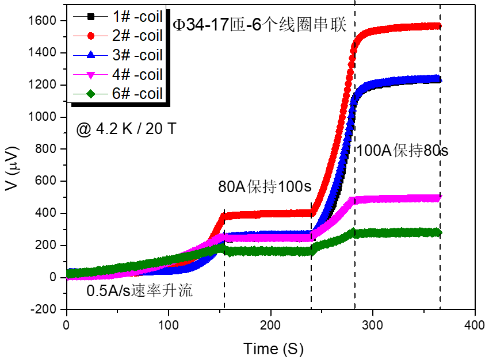 Φ34-17匝-6个线圈串联
1# -coil
2# -coil
3# -coil
4# -coil
6# -coil
@ 4.2 K / 20 T
80A保持100s
100A保持80s
0.5A/s速率升流
V (μV)
1600
1400
1200
1000
800
600
400
200
0
-200
0
100
200
300
400
Time (S)